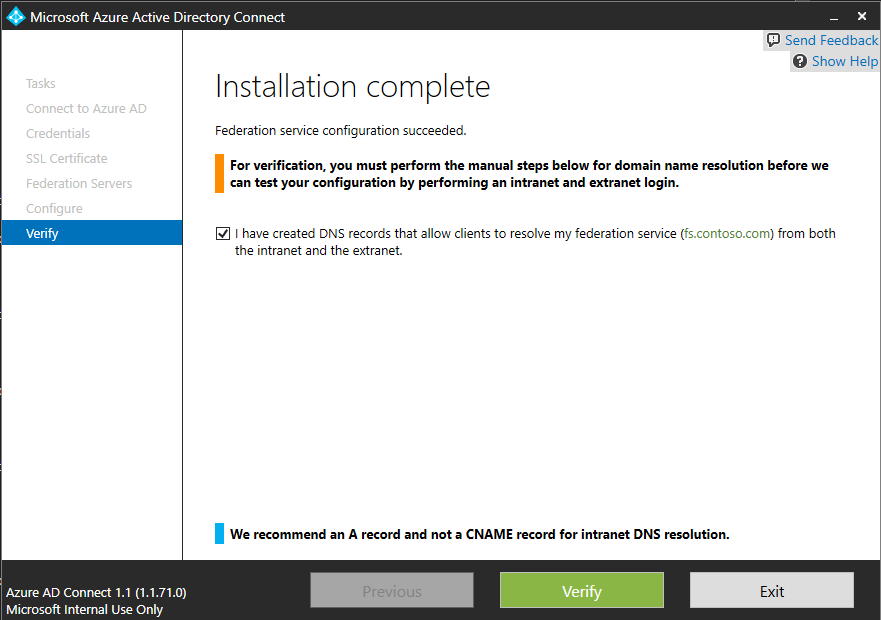 Microsoft Azure Active Directory Connect
Send Feedback
Show Help
Tasks
Connect to Azure AD
Credentials
SSL Certificate
Federation Servers
Configure
Verify
Installation complete
Federation service configuration succeeded.
For verification, you must perform the manual steps below for domain name resolution before we
can test your configuration by performing an intranet and extranet login.
I have created DNS records that allow clients to resolve my federation service (fs.contoso.com) from both
the intranet and the extranet.
We recommend an A record and not a CNAME record for intranet DNS resolution.
Azure AD Connect 1.1 (1.1.71.0)
Microsoft Internal Use Only
Previous
Verify
Exit